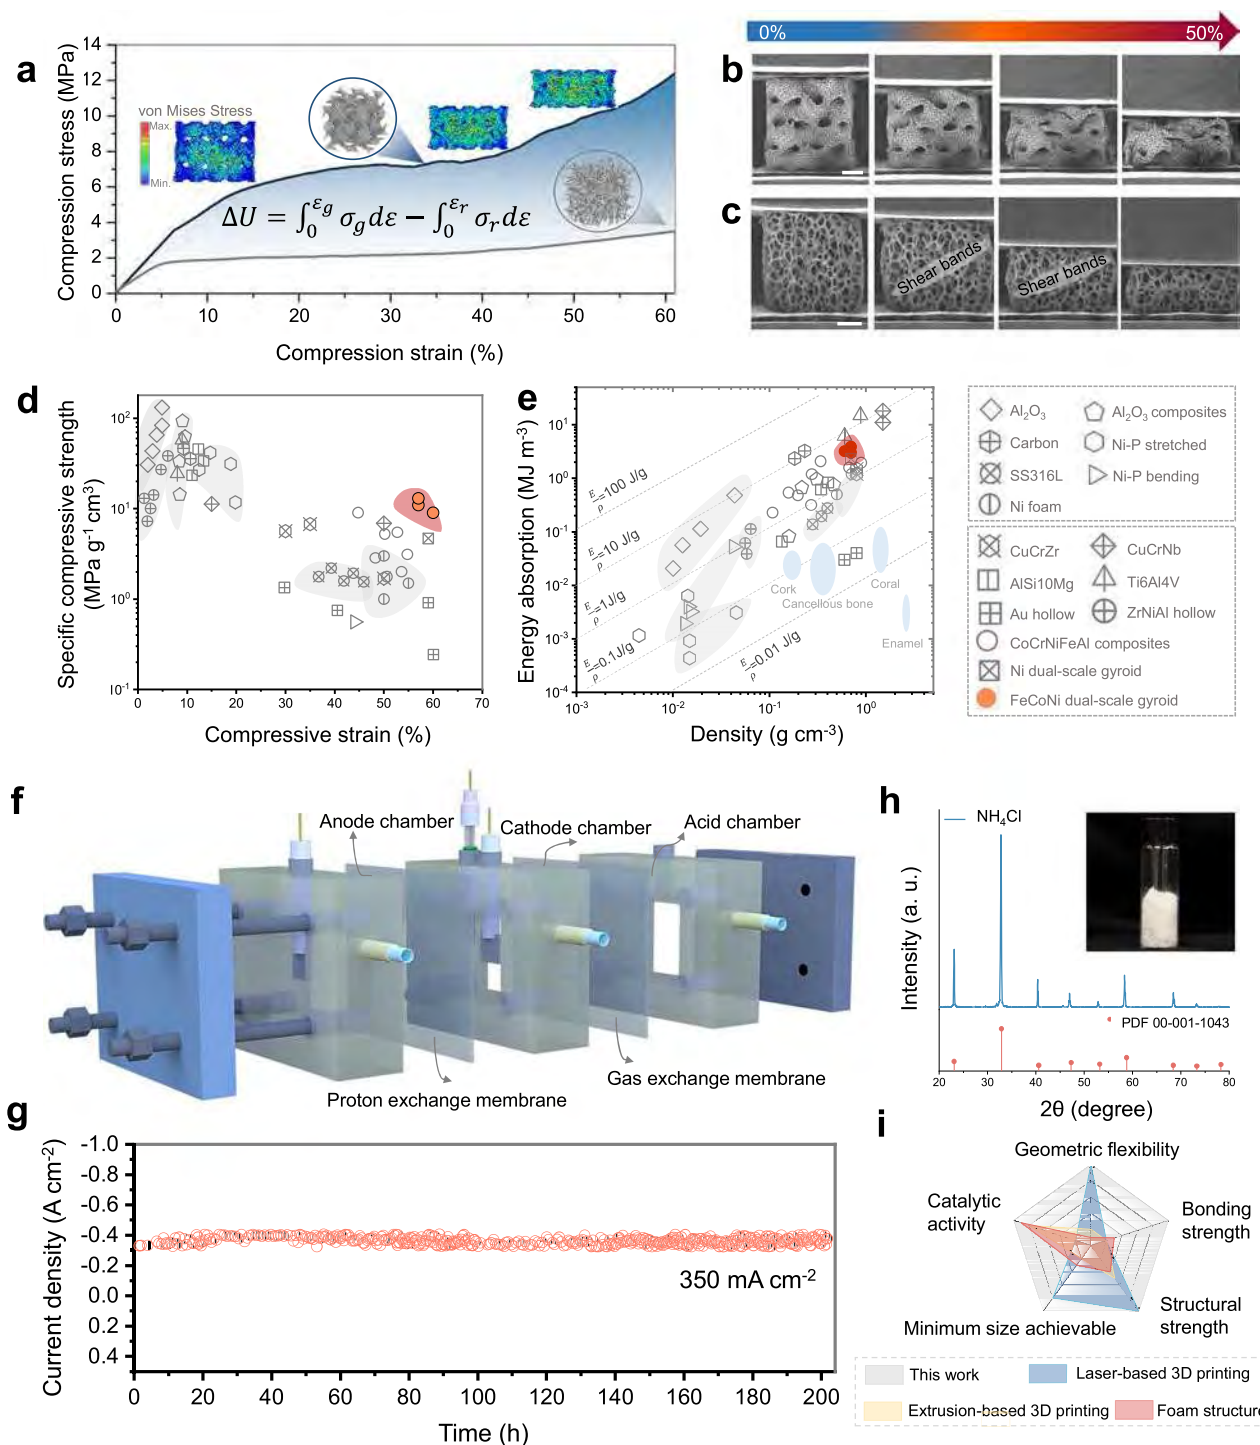 0%
50%
a
Compression stress (MPa)
14
12
10
8
6
4
2
0
von Mises Stress
Max.
Min.
ΔU = ∫₀^εg σg dε − ∫₀^εr σr dε
0
10
20
30
40
50
60
Compression strain (%)
b
c
Shear bands
Shear bands
d
Specific compressive strength
(MPa g⁻¹ cm³)
10²
10¹
10⁰
10⁻¹
0
10
20
30
40
50
60
70
Compressive strain (%)
e
Energy absorption (MJ m⁻³)
10¹
10⁰
10⁻¹
10⁻²
10⁻³
10⁻⁴
E/ρ=100 J/g
E/ρ=10 J/g
E/ρ=1J/g
E/ρ=0.1J/g
E/ρ=0.01 J/g
Cork
Cancellous bone
Coral
Enamel
10⁻³
10⁻²
10⁻¹
10⁰
Density (g cm⁻³)
Al₂O₃
Al₂O₃ composites
Carbon
Ni-P stretched
SS316L
Ni-P bending
Ni foam
CuCrZr
CuCrNb
AlSi10Mg
Ti6Al4V
Au hollow
ZrNiAl hollow
CoCrNiFeAl composites
Ni dual-scale gyroid
FeCoNi dual-scale gyroid
f
Anode chamber
Cathode chamber
Acid chamber
Gas exchange membrane
Proton exchange membrane
g
Current density (A cm⁻²)
-1.0
-0.8
-0.6
-0.4
-0.2
0.0
0.2
0.4
350 mA cm⁻²
0
20
40
60
80
100
120
140
160
180
200
Time (h)
h
Intensity (a. u.)
NH₄Cl
PDF 00-001-1043
20
30
40
50
60
70
80
2θ (degree)
i
Geometric flexibility
Catalytic
activity
Bonding
strength
Structural
strength
Minimum size achievable
This work
Laser-based 3D printing
Extrusion-based 3D printing
Foam structure